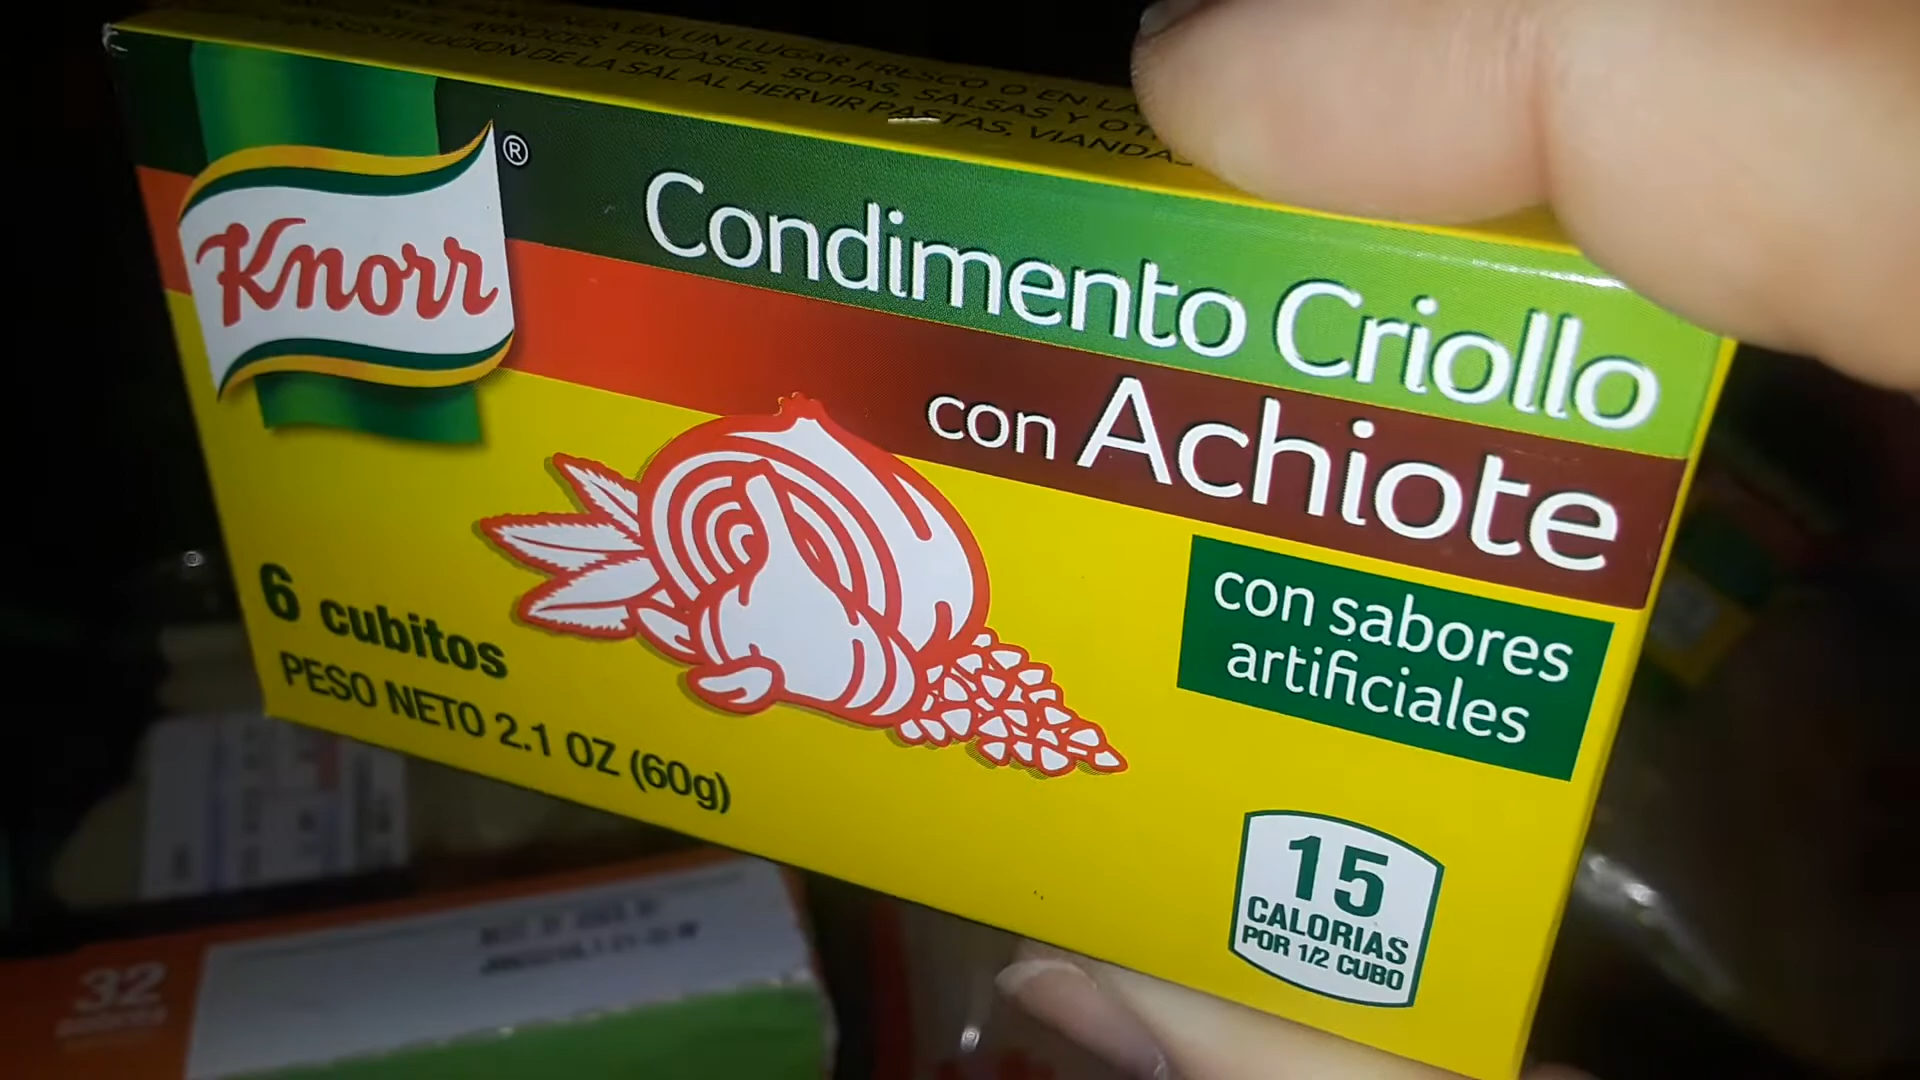 EN UN LUGAR FRESCO O EN LA
ARROCES, FRICASES, SOPAS, SALSAS Y
DE LA SAL AL HERVIR PASTAS, VIANDAS
Knorr®
Condimento Criollo
con Achiote
con sabores
artificiales
6 cubitos
PESO NETO 2.1 OZ (60g)
15
CALORIAS
POR 1/2 CUBO
32